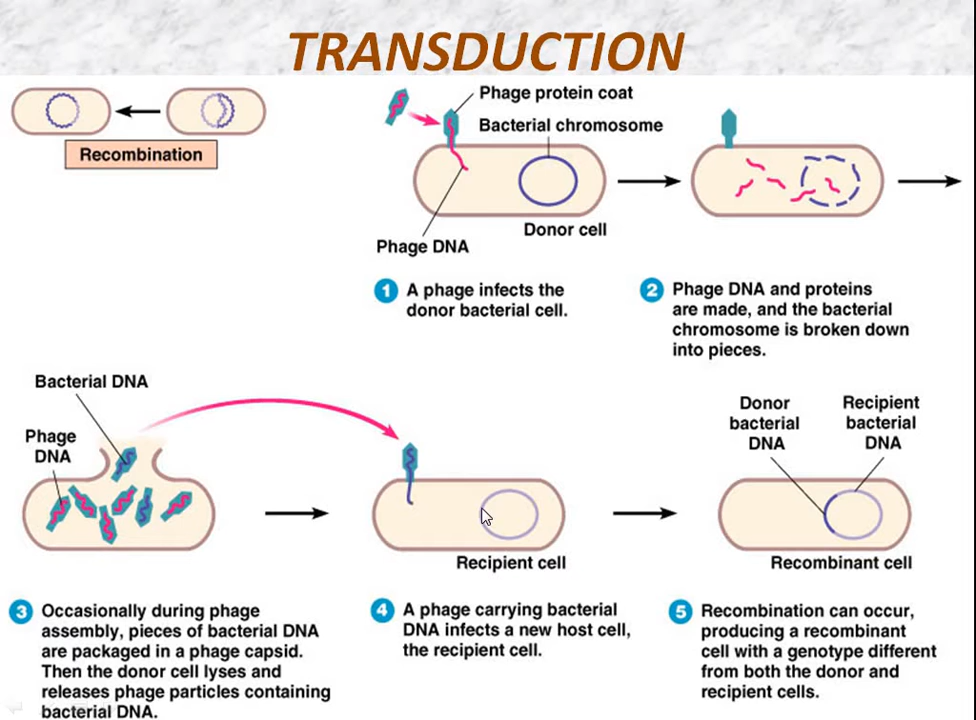 TRANSDUCTION
Recombination
Phage protein coat
Bacterial chromosome
Phage DNA
Donor cell
1 A phage infects the
donor bacterial cell.
2 Phage DNA and proteins
are made, and the bacterial
chromosome is broken down
into pieces.
Bacterial DNA
Phage
DNA
3 Occasionally during phage
assembly, pieces of bacterial DNA
are packaged in a phage capsid.
Then the donor cell lyses and
releases phage particles containing
bacterial DNA.
Recipient cell
4 A phage carrying bacterial
DNA infects a new host cell,
the recipient cell.
Donor
bacterial
DNA
Recipient
bacterial
DNA
Recombinant cell
5 Recombination can occur,
producing a recombinant
cell with a genotype different
from both the donor and
recipient cells.